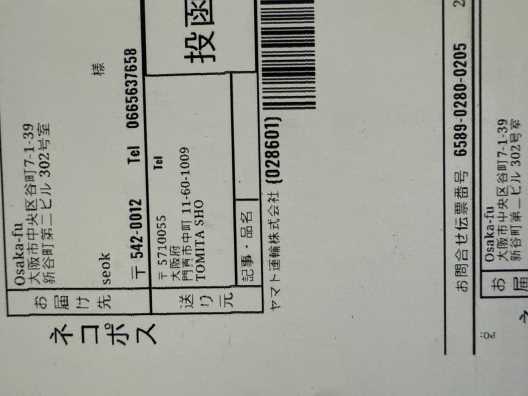 お届け先
Osaka-fu
大阪市中央区谷町7-1-39
新谷町第二ビル 302号室
seok
様
〒542-0012 Tel 0665637658
送り元
〒5710055 Tel
大阪府
門真市中町 11-60-1009
TOMITA SHO
記事・品名
投函
ネコポス
ヤマト運輸株式会社 (028601)
お問合せ伝票番号 6589-0280-0205
お届
Osaka-fu
大阪市中央区谷町7-1-39
新谷町第二ビル 302号室
ネ